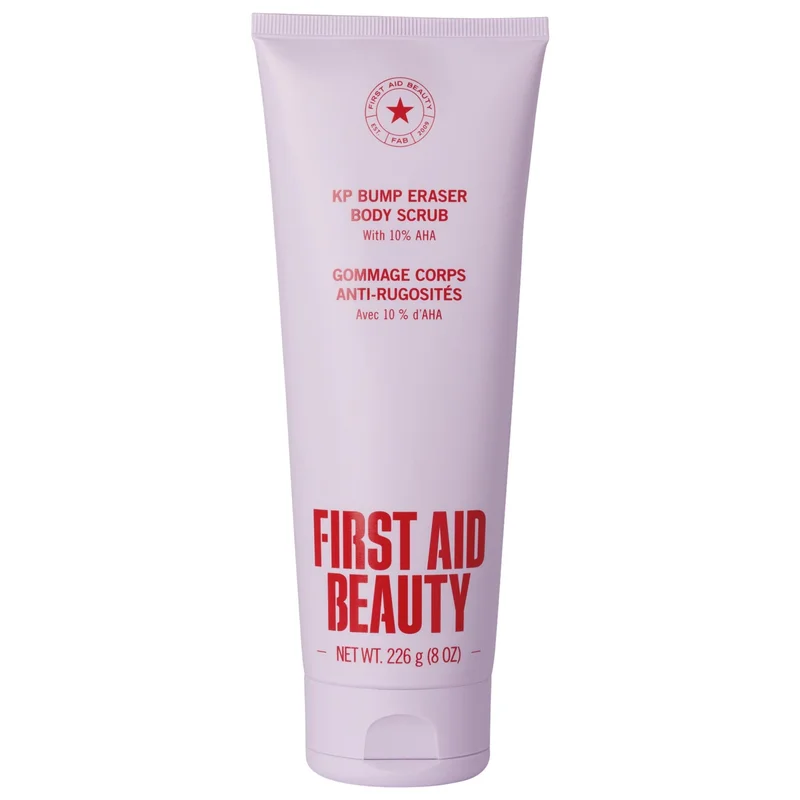 FIRST AID BEAUTY
EST. FAB 2009
KP BUMP ERASER
BODY SCRUB
With 10% AHA
GOMMAGE CORPS
ANTI-RUGOSITÉS
Avec 10 % d'AHA
FIRST AID
BEAUTY
NET WT. 226 g (8 OZ)